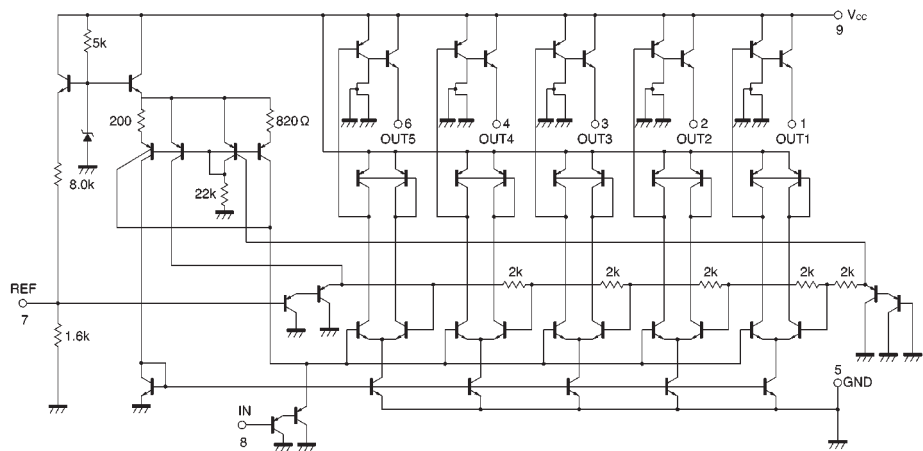 Vcc
9
5k
6
4
3
2
1
OUT5
OUT4
OUT3
OUT2
OUT1
200
820Ω
8.0k
22k
2k
2k
2k
2k
2k
REF
7
1.6k
5
GND
IN
8